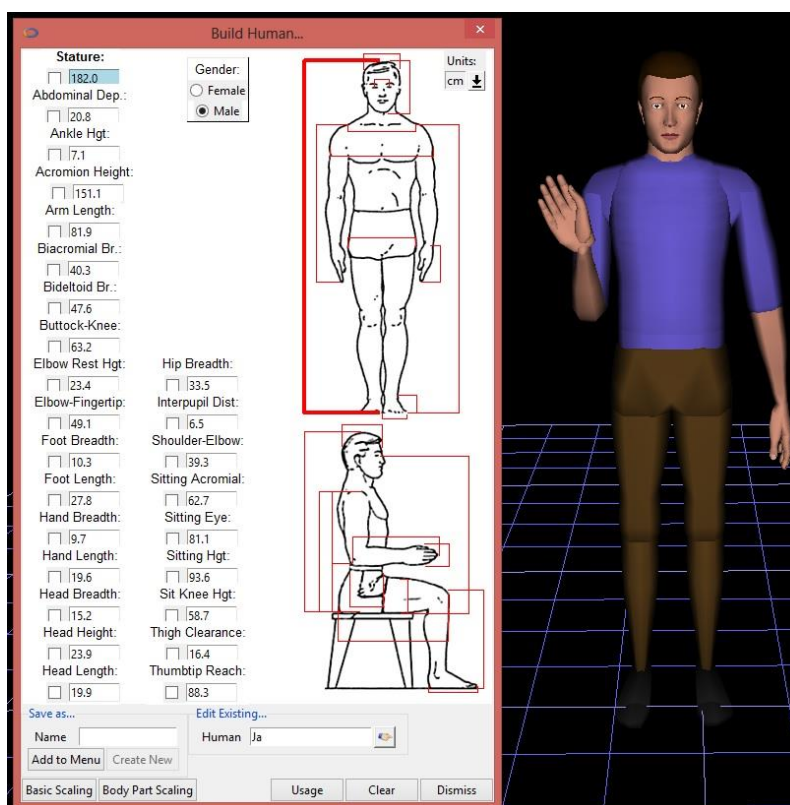 Build Human...
Stature:
182.0
Abdominal Dep.:
20.8
Ankle Hgt:
7.1
Acromion Height:
151.1
Arm Length:
81.9
Biacromial Br.:
40.3
Bideltoid Br.:
47.6
Buttock-Knee:
63.2
Elbow Rest Hgt:
23.4
Elbow-Fingertip:
49.1
Foot Breadth:
10.3
Foot Length:
27.8
Hand Breadth:
9.7
Hand Length:
19.6
Head Breadth:
15.2
Head Height:
23.9
Head Length:
19.9
Hip Breadth:
33.5
Interpupil Dist:
6.5
Shoulder-Elbow:
39.3
Sitting Acromial:
62.7
Sitting Eye:
81.1
Sitting Hgt:
93.6
Sit Knee Hgt:
58.7
Thigh Clearance:
16.4
Thumbtip Reach:
88.3
Gender:
Female
Male
Units:
cm
Save as...
Name
Add to Menu Create New
Edit Existing...
Human Ja
Basic Scaling Body Part Scaling Usage Clear Dismiss